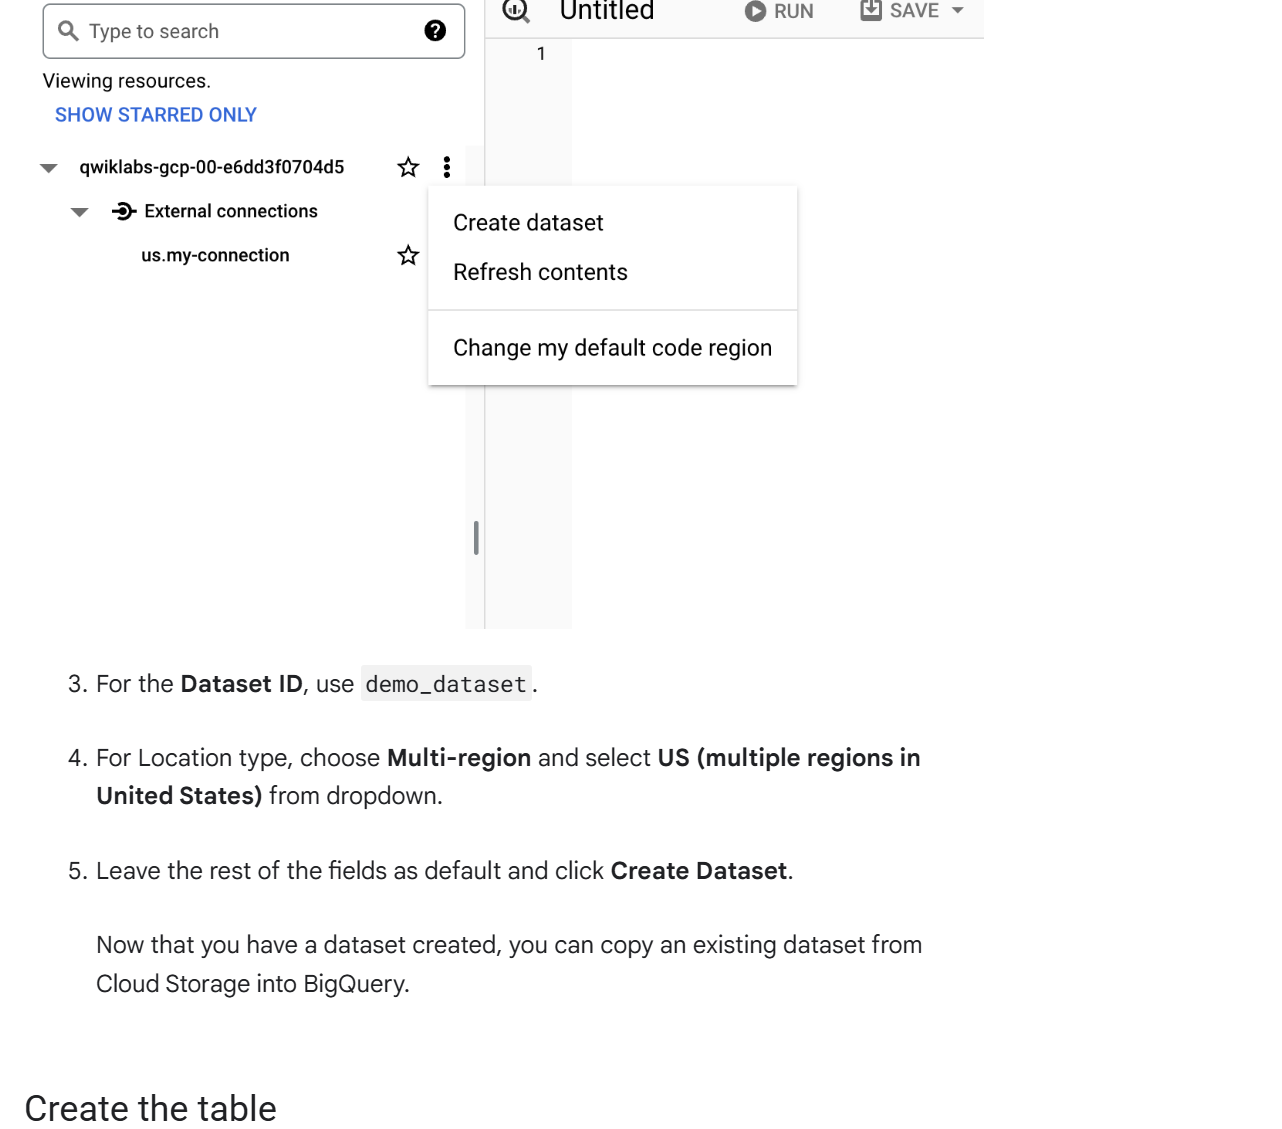 Untitled RUN SAVE
Type to search
1
Viewing resources.
SHOW STARRED ONLY
qwiklabs-gcp-00-e6dd3f0704d5
External connections
us.my-connection
Create dataset
Refresh contents
Change my default code region
3. For the Dataset ID, use demo_dataset.
4. For Location type, choose Multi-region and select US (multiple regions in
United States) from dropdown.
5. Leave the rest of the fields as default and click Create Dataset.
Now that you have a dataset created, you can copy an existing dataset from
Cloud Storage into BigQuery.
Create the table